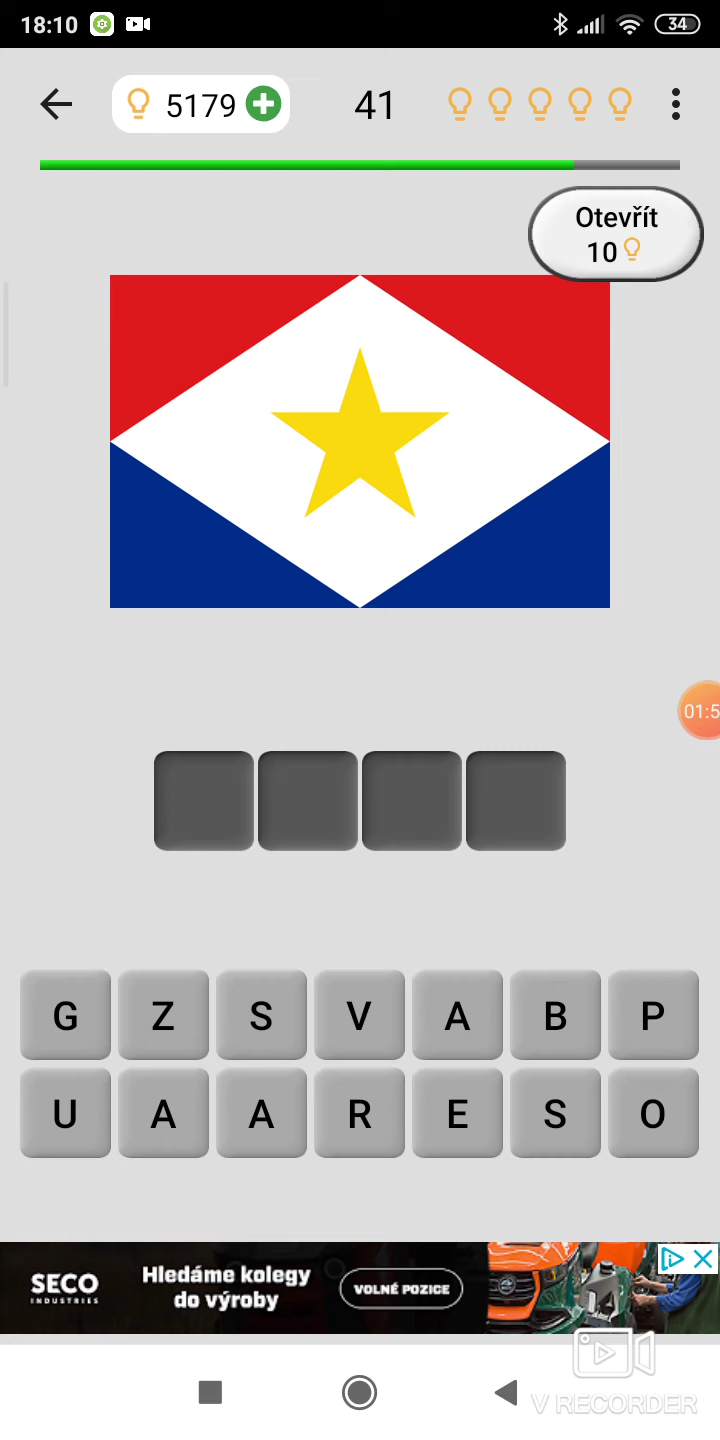 18:10
34
5179
41
Otevřít
10
01:5
G Z S V A B P
U A A R E S O
SECO
INDUSTRIES
Hledáme kolegy
do výroby
VOLNÉ POZICE
V RECORDER